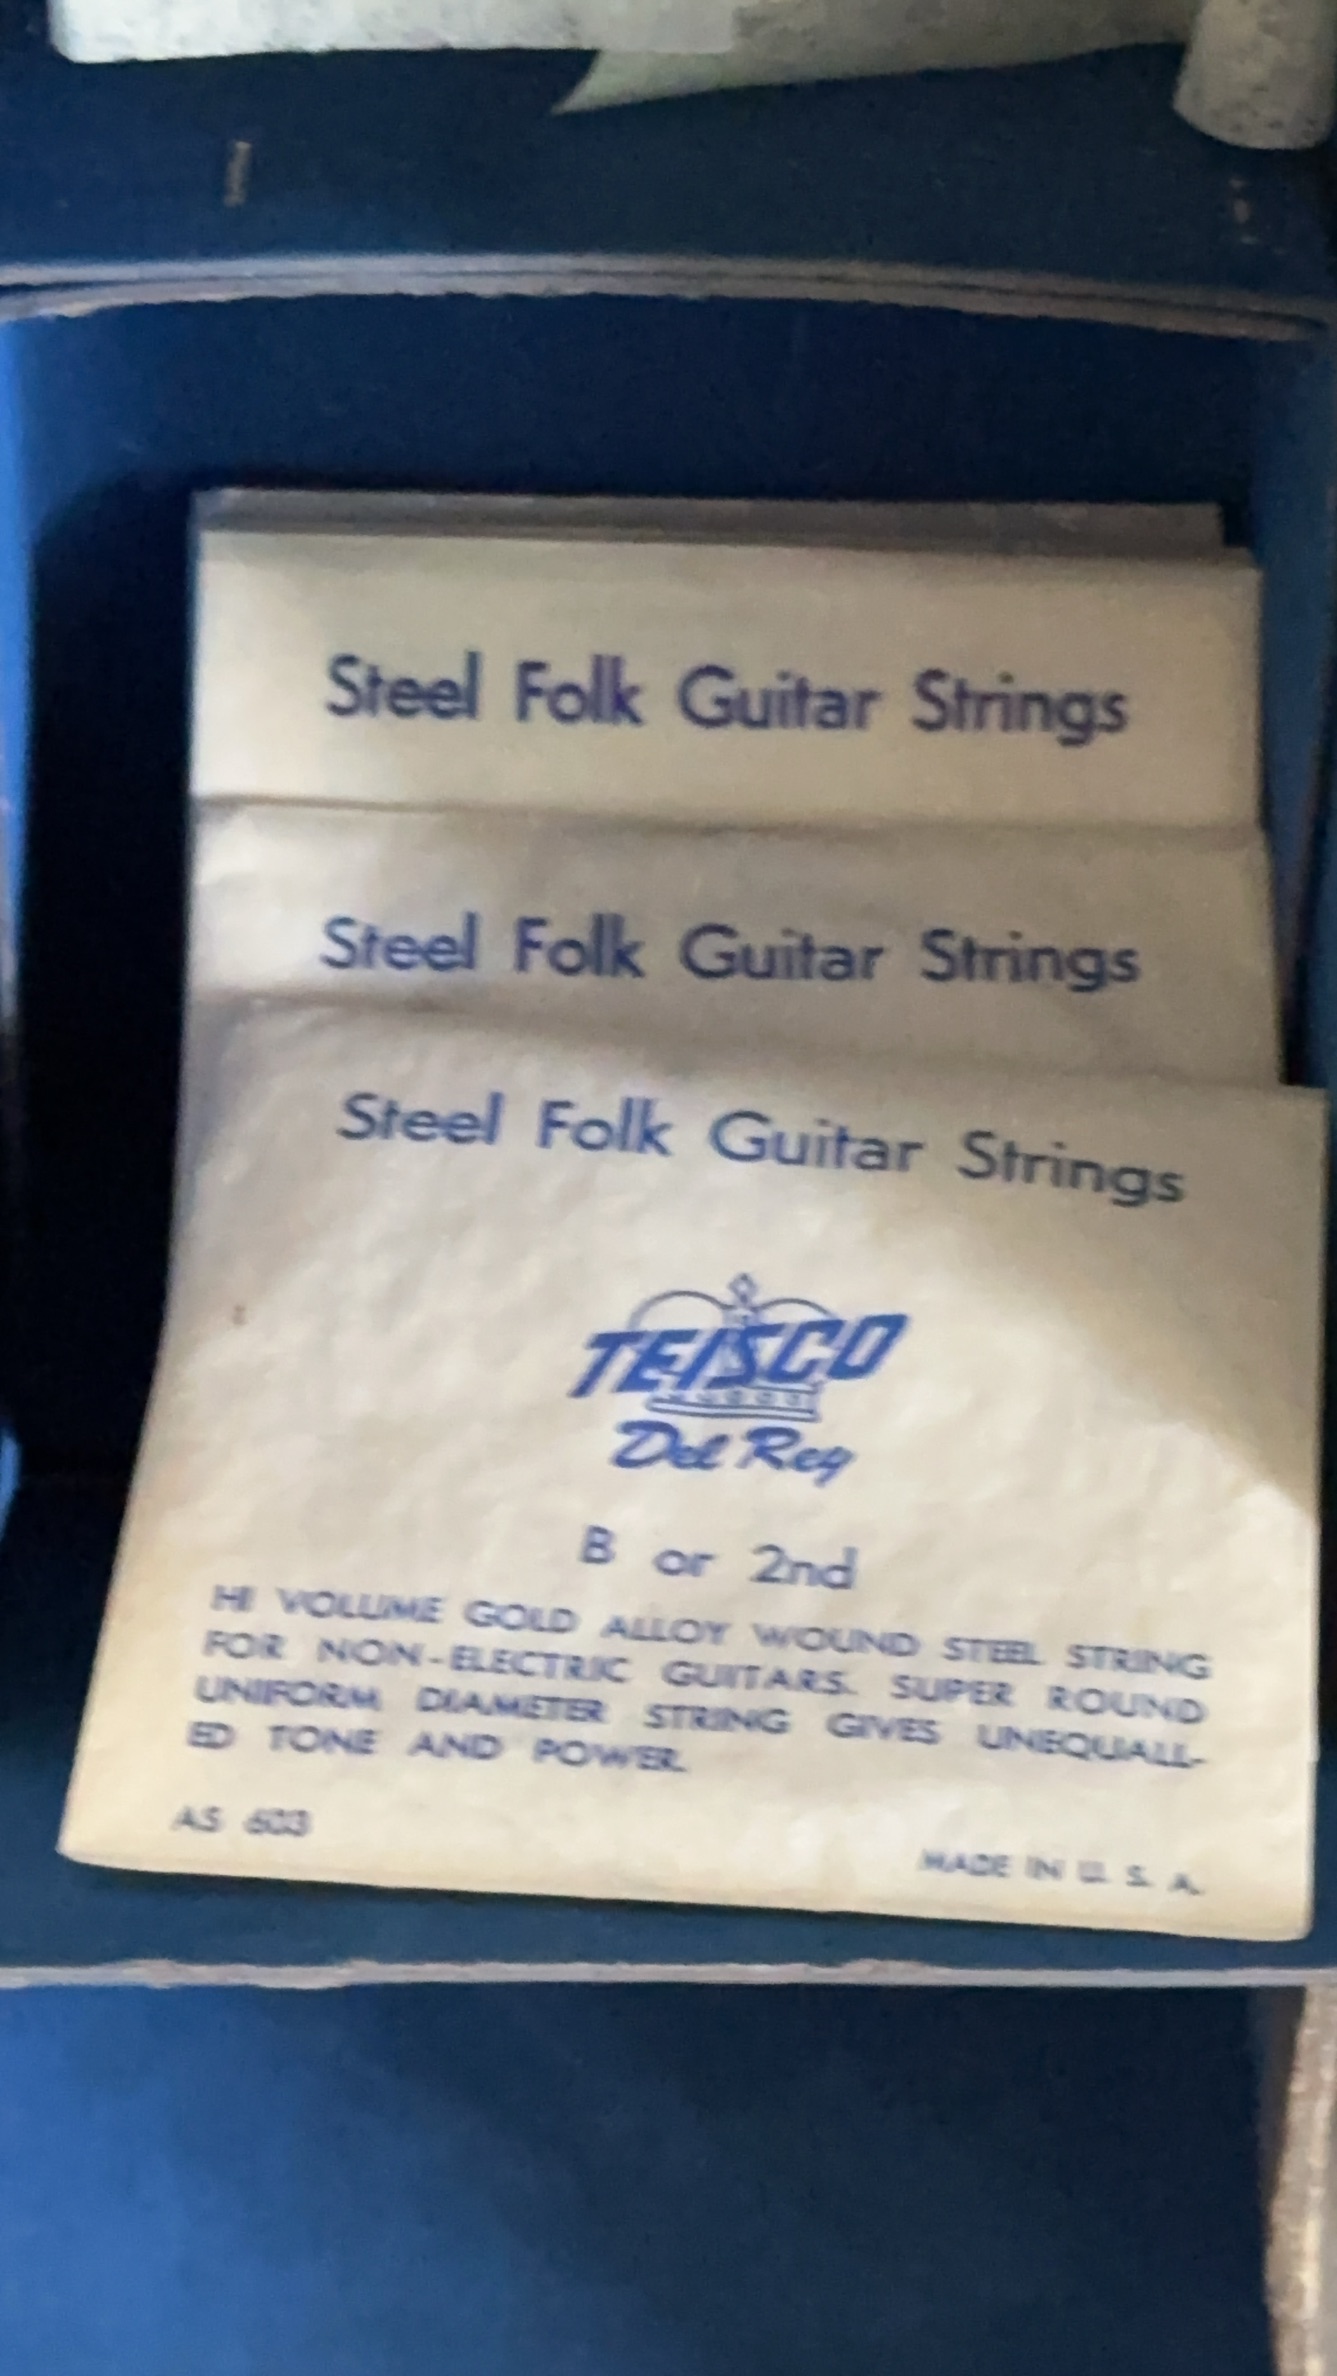 Steel Folk Guitar Strings
Steel Folk Guitar Strings
Steel Folk Guitar Strings
TEISCO
Del Rey
B or 2nd
HI VOLUME GOLD ALLOY WOUND STEEL STRING
FOR NON-ELECTRIC GUITARS. SUPER ROUND
UNIFORM DIAMETER STRING GIVES UNEQUALL-
ED TONE AND POWER.
AS 603
MADE IN U. S. A.